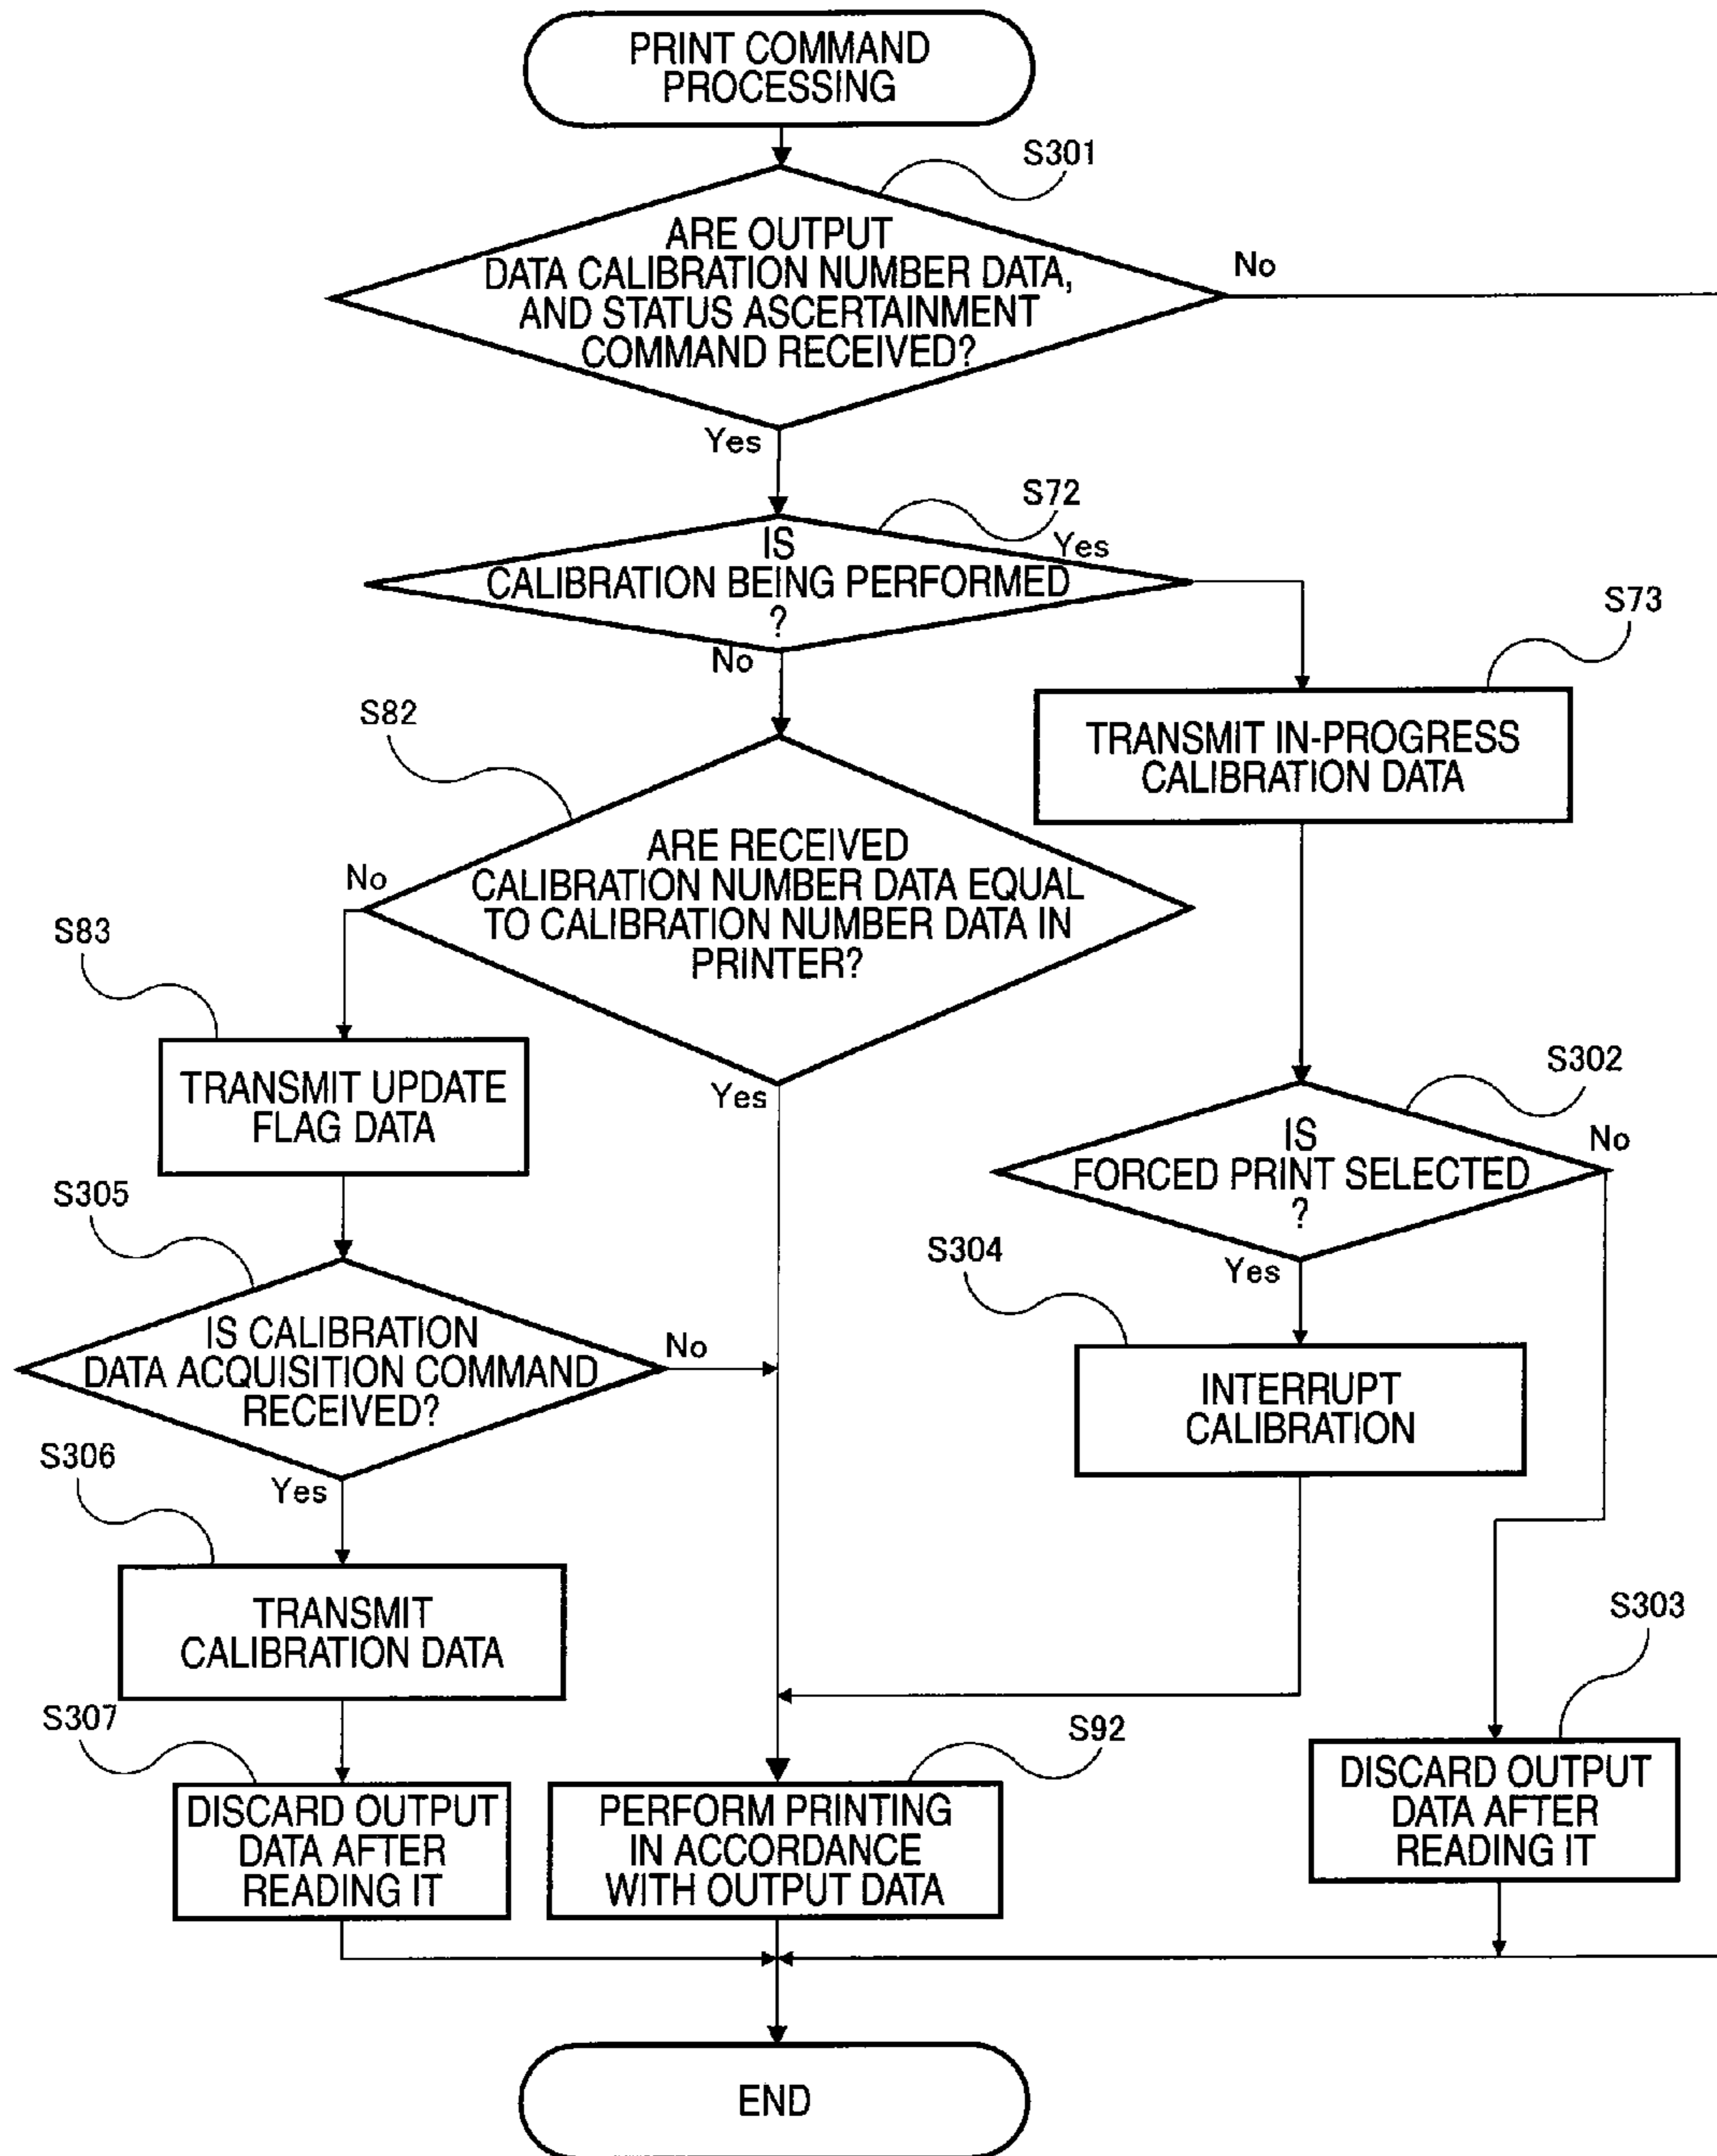 PRINT COMMAND
PROCESSING
S301
ARE OUTPUT
DATA CALIBRATION NUMBER DATA,
AND STATUS ASCERTAINMENT
COMMAND RECEIVED?
No
Yes
S72
IS
CALIBRATION BEING PERFORMED
?
Yes
No
S73
TRANSMIT IN-PROGRESS
CALIBRATION DATA
S82
ARE RECEIVED
CALIBRATION NUMBER DATA EQUAL
TO CALIBRATION NUMBER DATA IN
PRINTER?
No
Yes
S83
TRANSMIT UPDATE
FLAG DATA
S302
IS
FORCED PRINT SELECTED
?
No
Yes
S305
IS CALIBRATION
DATA ACQUISITION COMMAND
RECEIVED?
No
Yes
S304
INTERRUPT
CALIBRATION
S306
TRANSMIT
CALIBRATION DATA
S303
DISCARD OUTPUT
DATA AFTER
READING IT
S307
DISCARD OUTPUT
DATA AFTER
READING IT
S92
PERFORM PRINTING
IN ACCORDANCE
WITH OUTPUT DATA
END